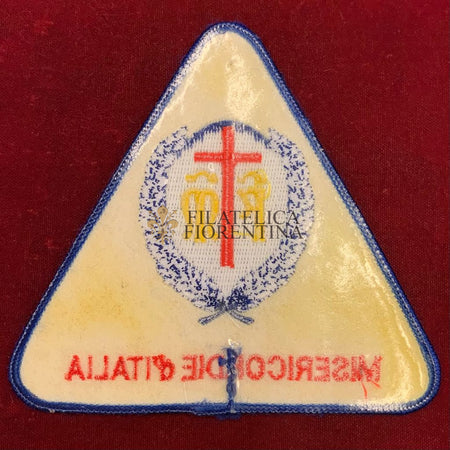 FILATELICA
FIORENTINA
MISERICORDIE d'ITALIA